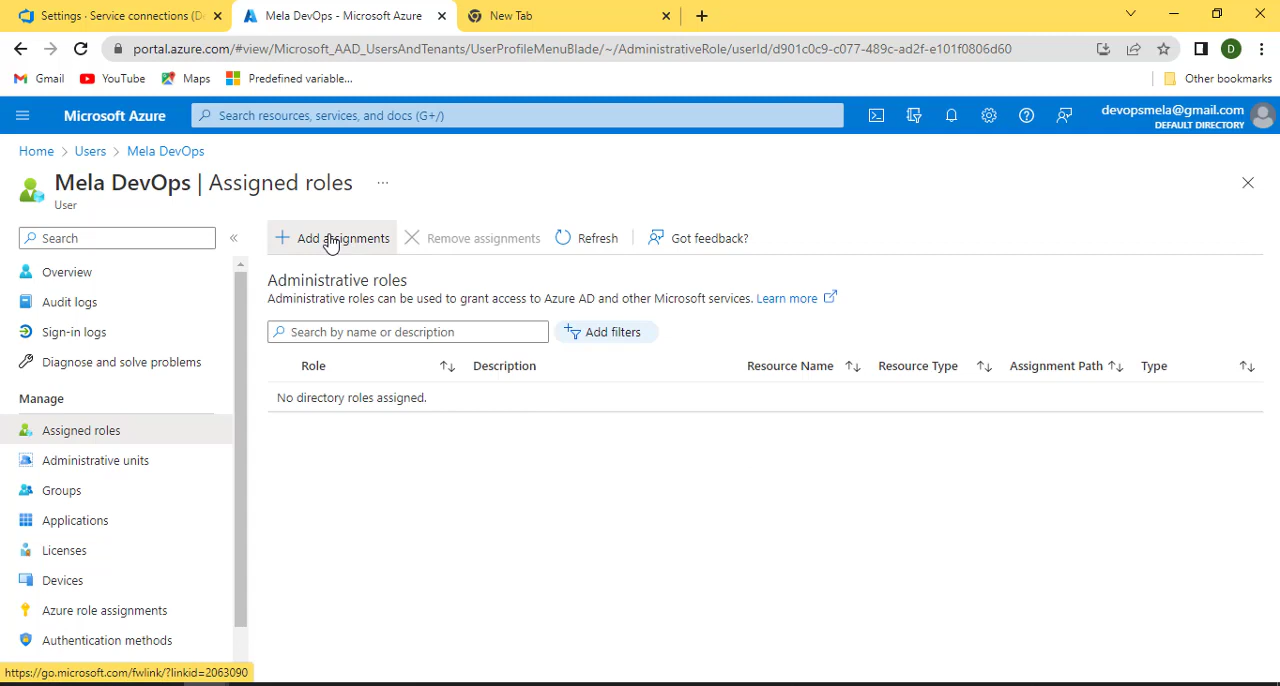 Settings · Service connections (De
Mela DevOps - Microsoft Azure
New Tab
portal.azure.com/#view/Microsoft_AAD_UsersAndTenants/UserProfileMenuBlade/~/AdministrativeRole/userId/d901c0c9-c077-489c-ad2f-e101f0806d60
D
Gmail
YouTube
Maps
Predefined variable...
Other bookmarks
Microsoft Azure
Search resources, services, and docs (G+/)
devopsmela@gmail.com
DEFAULT DIRECTORY
Home > Users > Mela DevOps
Mela DevOps | Assigned roles ...
User
Search
«
Add assignments
Remove assignments
Refresh
Got feedback?
Overview
Audit logs
Sign-in logs
Diagnose and solve problems
Manage
Assigned roles
Administrative units
Groups
Applications
Licenses
Devices
Azure role assignments
Authentication methods
Administrative roles
Administrative roles can be used to grant access to Azure AD and other Microsoft services. Learn more
Search by name or description
Add filters
Role
Description
Resource Name
Resource Type
Assignment Path
Type
No directory roles assigned.
https://go.microsoft.com/fwlink/?linkid=2063090